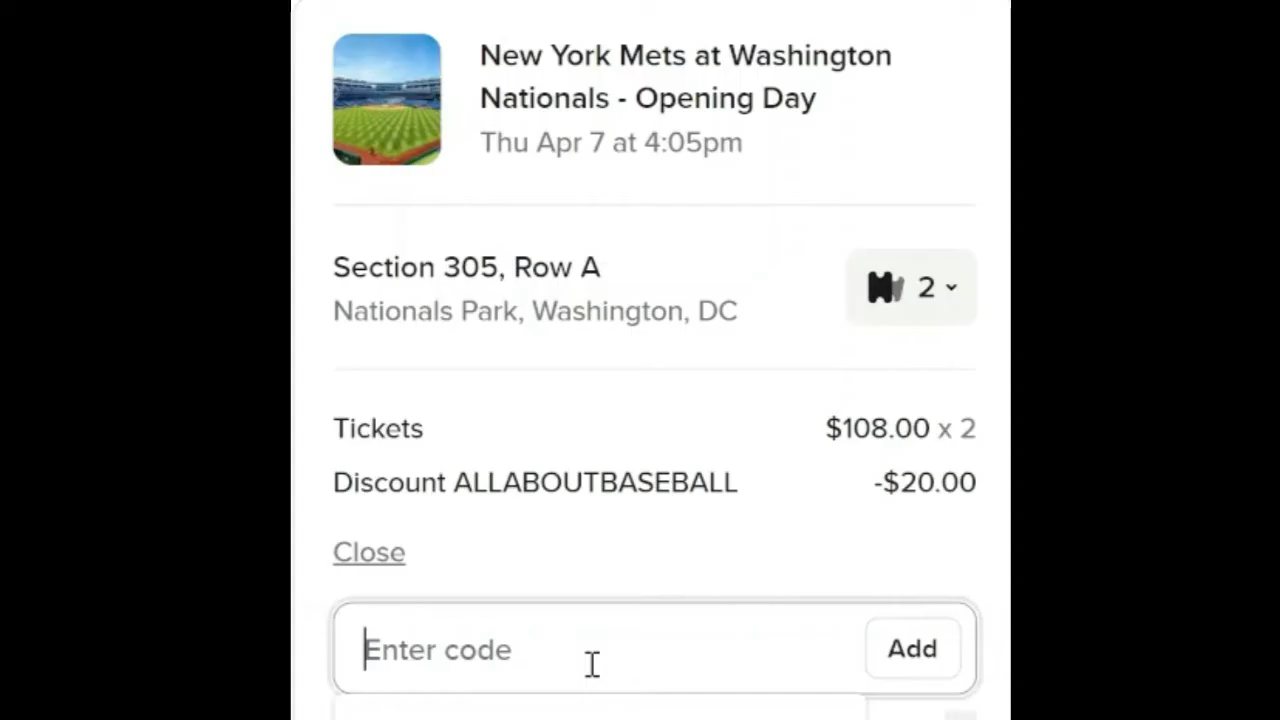 New York Mets at Washington
Nationals - Opening Day
Thu Apr 7 at 4:05pm
Section 305, Row A
2
Nationals Park, Washington, DC
Tickets $108.00 x 2
Discount ALLABOUTBASEBALL -$20.00
Close
Enter code Add